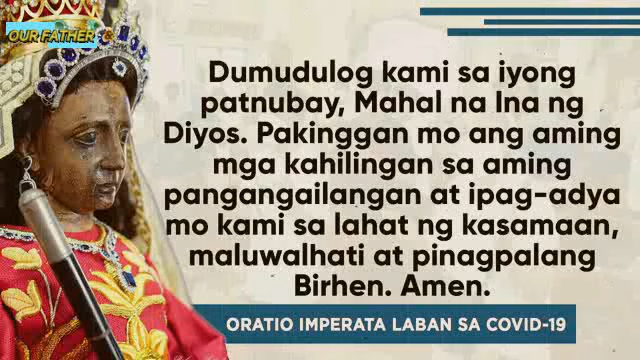 OUR FATHER &
Dumudulog kami sa iyong
patnubay, Mahal na Ina ng
Diyos. Pakinggan mo ang aming
mga kahilingan sa aming
pangangailangan at ipag-adya
mo kami sa lahat ng kasamaan,
maluwalhati at pinagpalang
Birhen. Amen.
ORATIO IMPERATA LABAN SA COVID-19